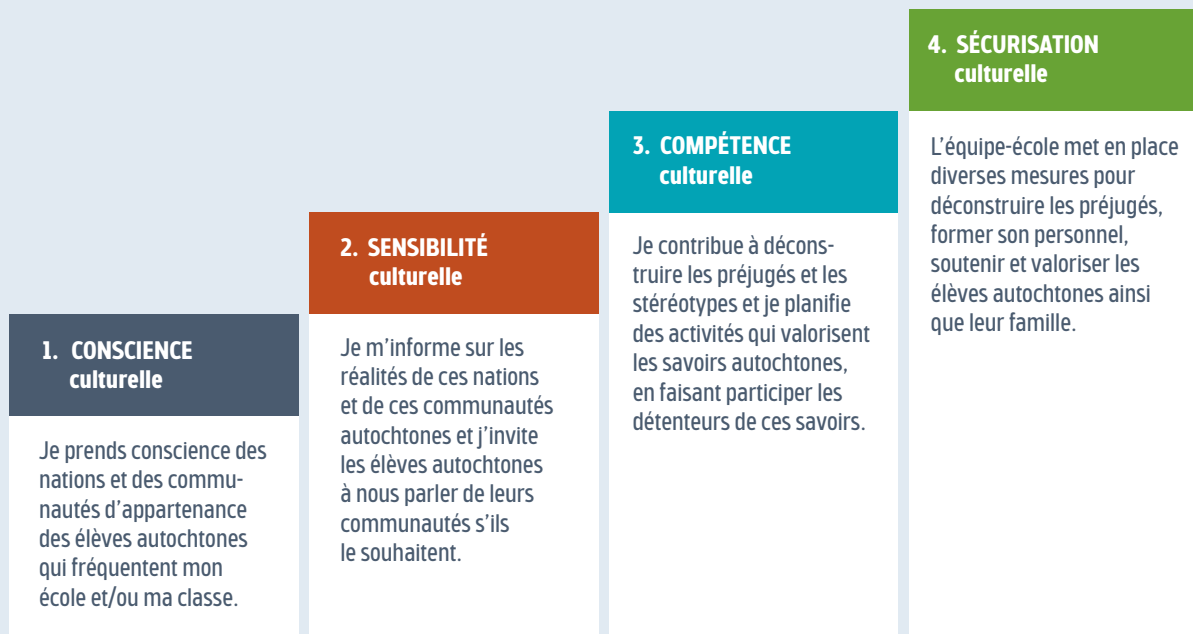 1. CONSCIENCE
culturelle
Je prends conscience des
nations et des commu-
nautés d'appartenance
des élèves autochtones
qui fréquentent mon
école et/ou ma classe.
2. SENSIBILITÉ
culturelle
Je m'informe sur les
réalités de ces nations
et de ces communautés
autochtones et j'invite
les élèves autochtones
à nous parler de leurs
communautés s'ils
le souhaitent.
3. COMPÉTENCE
culturelle
Je contribue à décons-
truire les préjugés et les
stéréotypes et je planifie
des activités qui valorisent
les savoirs autochtones,
en faisant participer les
détenteurs de ces savoirs.
4. SÉCURISATION
culturelle
L'équipe-école met en place
diverses mesures pour
déconstruire les préjugés,
former son personnel,
soutenir et valoriser les
élèves autochtones ainsi
que leur famille.